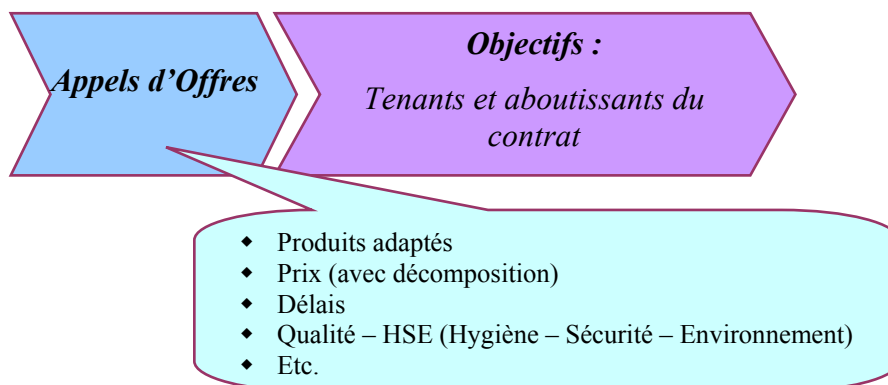 Appels d'Offres
Objectifs :
Tenants et aboutissants du
contrat
◆ Produits adaptés
◆ Prix (avec décomposition)
◆ Délais
◆ Qualité – HSE (Hygiène – Sécurité – Environnement)
◆ Etc.